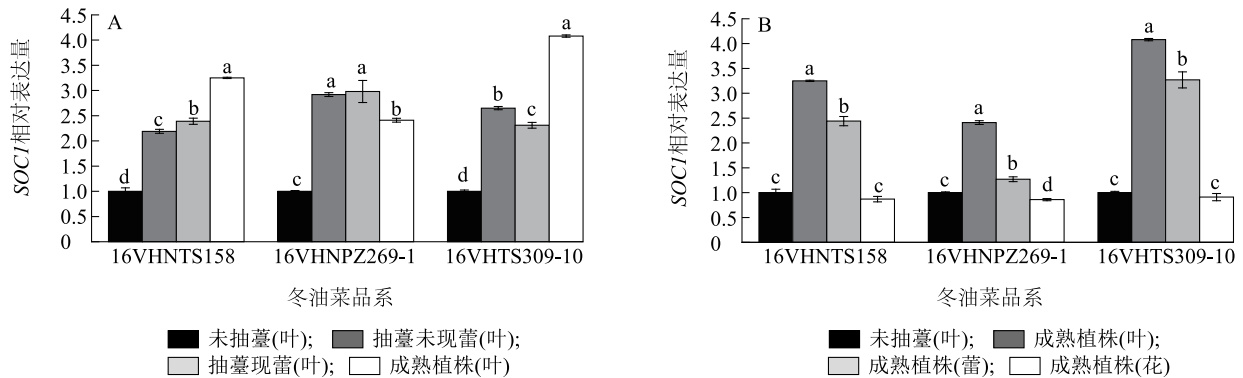 A
SOC1相对表达量
4.5
4.0
3.5
3.0
2.5
2.0
1.5
1.0
0.5
0
d c b a
c a a b
d b c a
16VHNTS158 16VHNPZ269-1 16VHTS309-10
冬油菜品系
未抽薹(叶); 抽薹未现蕾(叶);
抽薹现蕾(叶); 成熟植株(叶)
B
SOC1相对表达量
4.5
4.0
3.5
3.0
2.5
2.0
1.5
1.0
0.5
0
c a b c
c a b d
c a b c
16VHNTS158 16VHNPZ269-1 16VHTS309-10
冬油菜品系
未抽薹(叶); 成熟植株(叶);
成熟植株(蕾); 成熟植株(花)